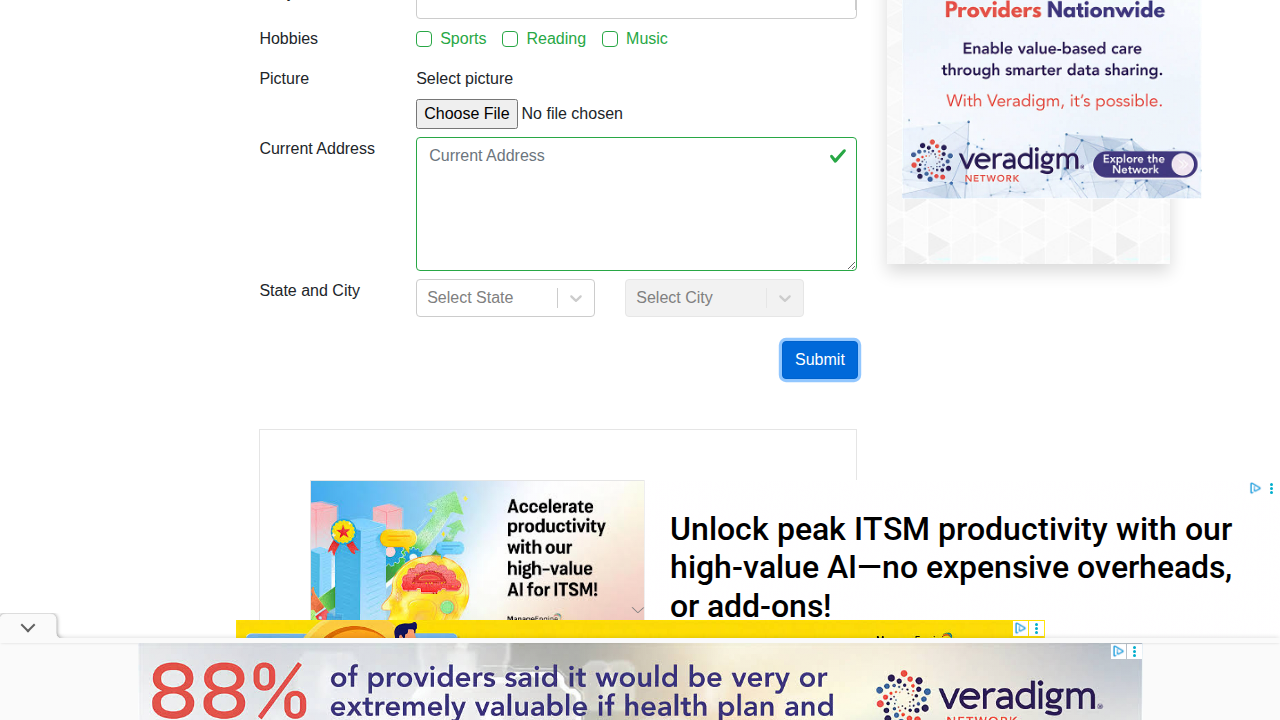 Providers Nationwide
Enable value-based care
through smarter data sharing.
With Veradigm, it's possible.
veradigm.
NETWORK
Explore the
Network
Hobbies
Sports
Reading
Music
Picture
Select picture
Choose File No file chosen
Current Address
Current Address
State and City
Select State
Select City
Submit
Accelerate
productivity
with our
high-value
AI for ITSM!
Unlock peak ITSM productivity with our
high-value AI—no expensive overheads,
or add-ons!
88%
of providers said it would be very or
extremely valuable if health plan and
veradigm.